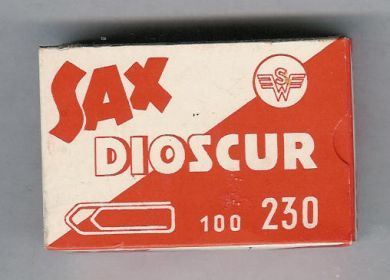 SAX
SW
DIOSCUR
100 230